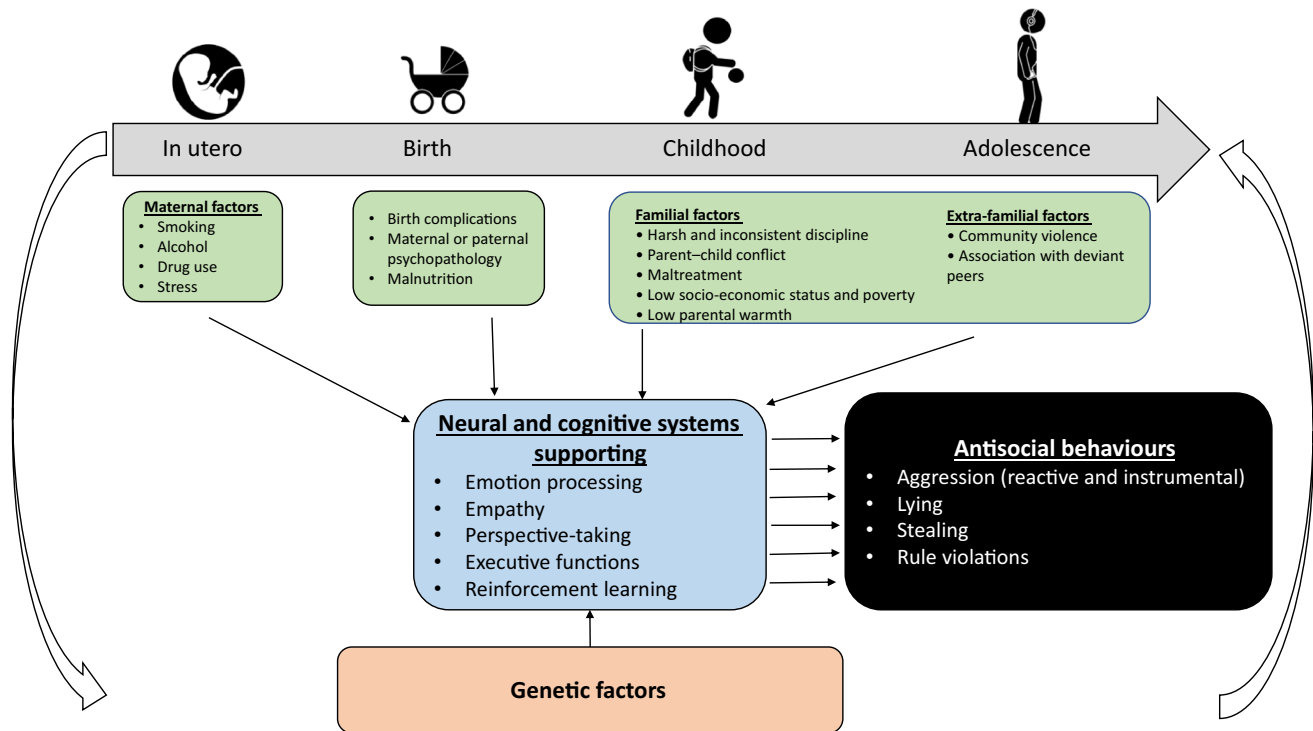 In utero
Birth
Childhood
Adolescence
Maternal factors
• Smoking
• Alcohol
• Drug use
• Stress
• Birth complications
• Maternal or paternal
psychopathology
• Malnutrition
Familial factors
• Harsh and inconsistent discipline
• Parent–child conflict
• Maltreatment
• Low socio-economic status and poverty
• Low parental warmth
Extra-familial factors
• Community violence
• Association with deviant
peers
Neural and cognitive systems
supporting
• Emotion processing
• Empathy
• Perspective-taking
• Executive functions
• Reinforcement learning
Antisocial behaviours
• Aggression (reactive and instrumental)
• Lying
• Stealing
• Rule violations
Genetic factors